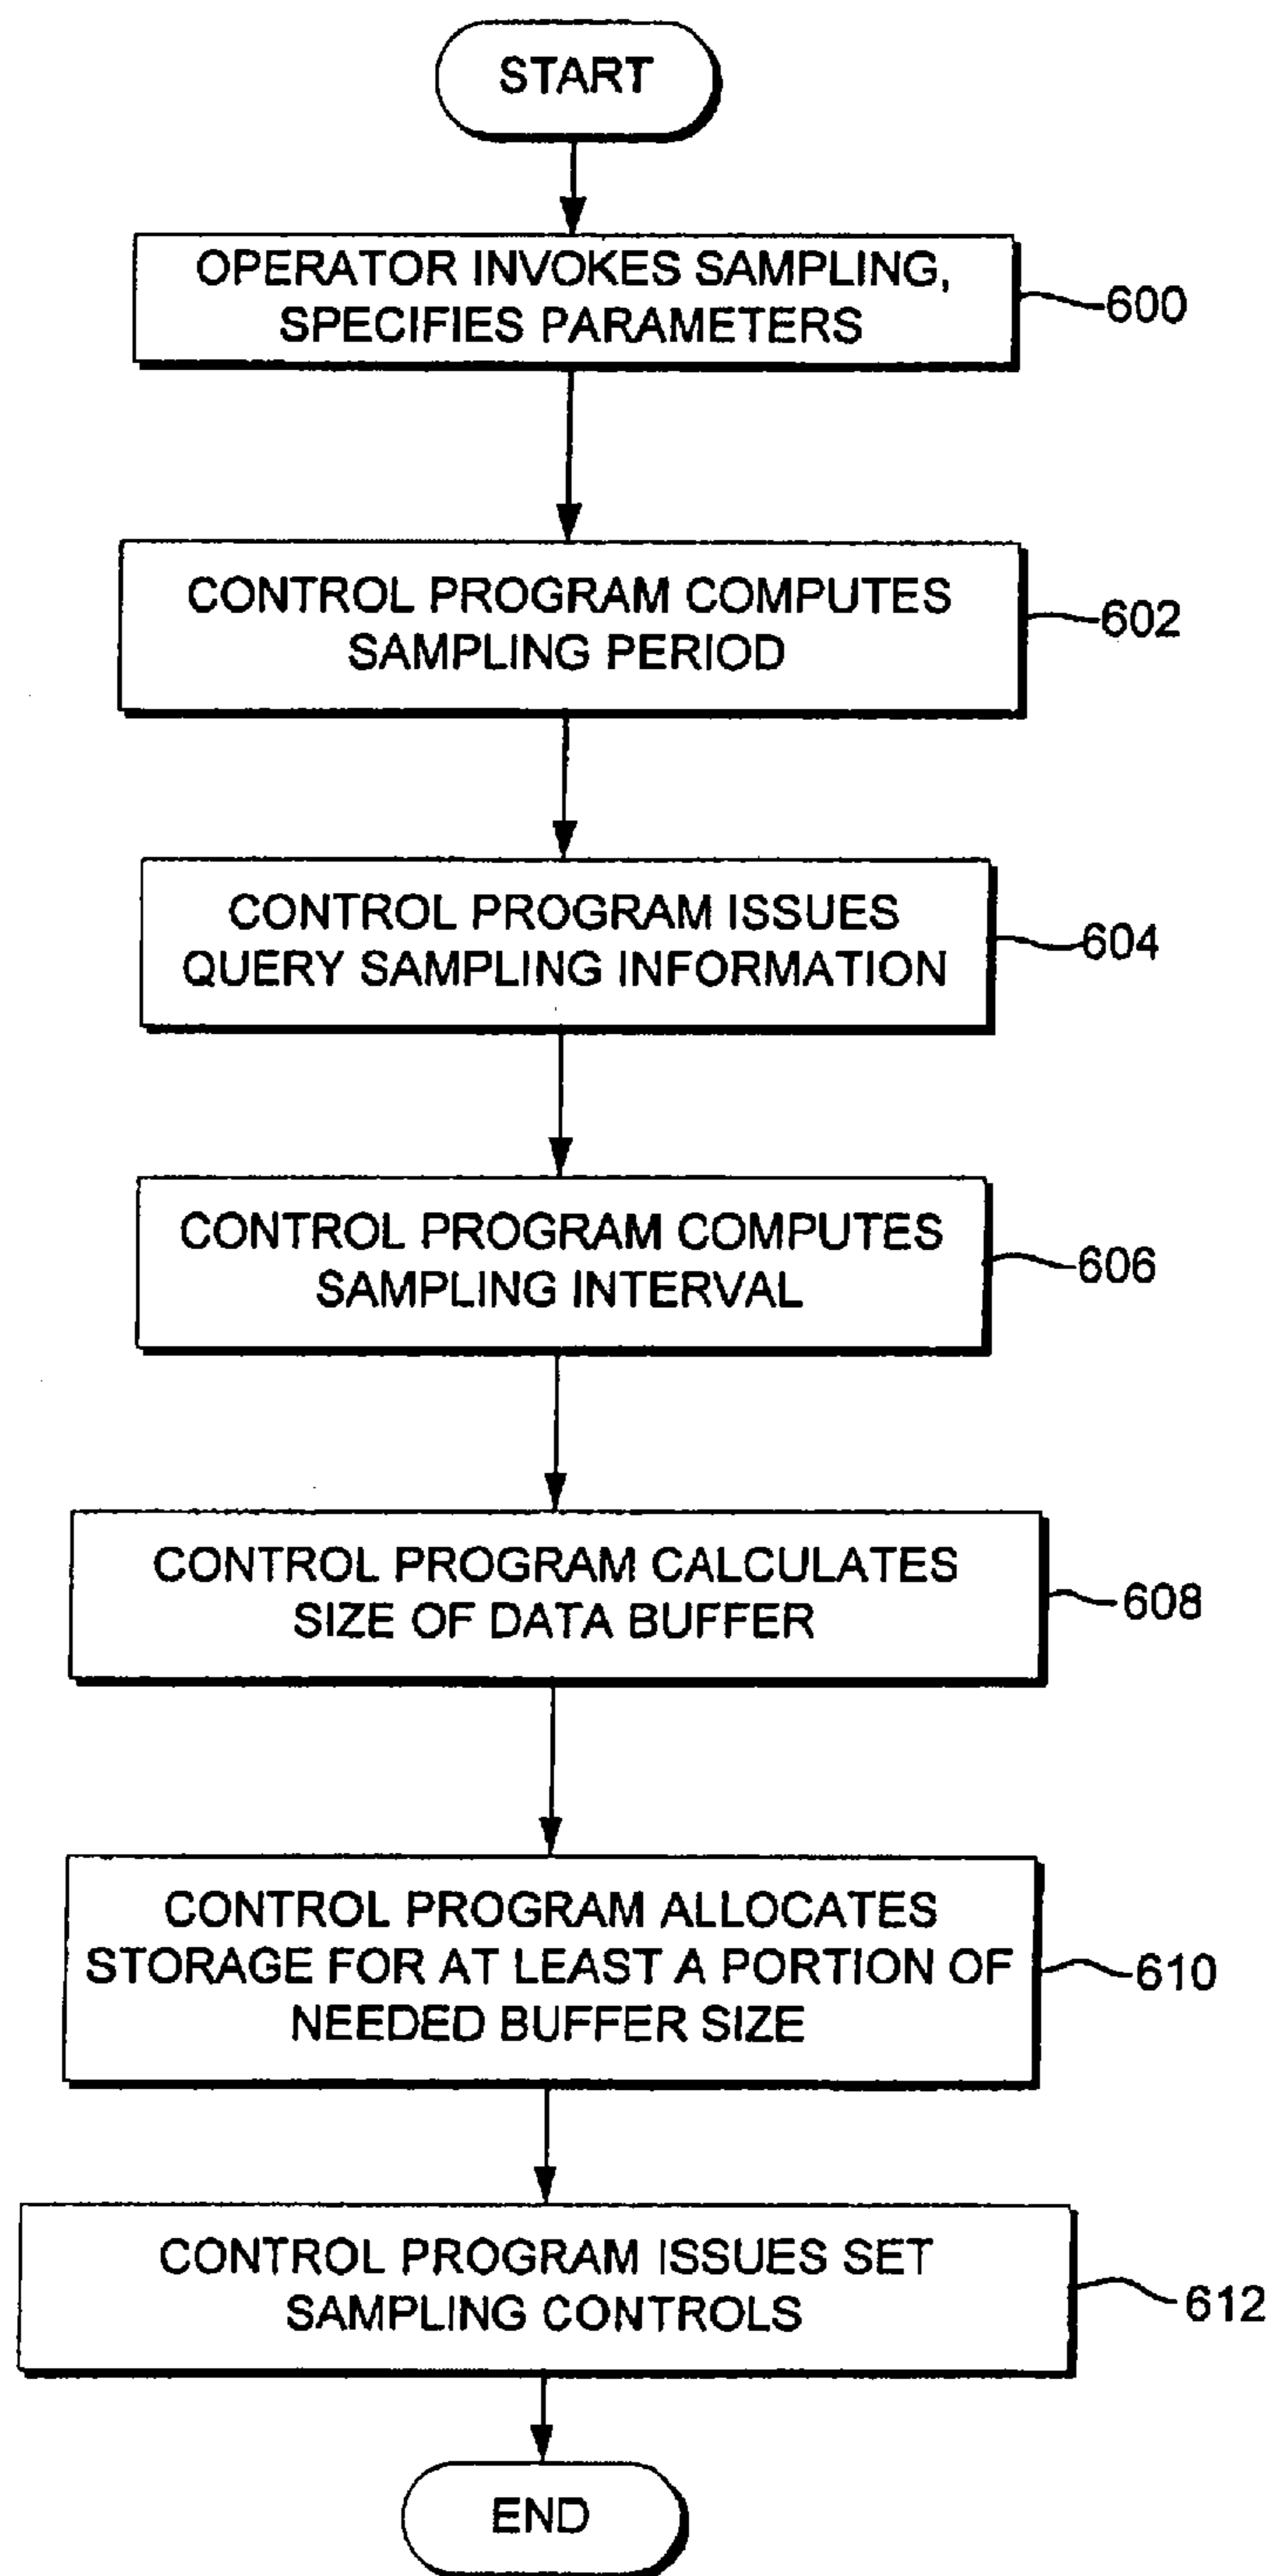 START
OPERATOR INVOKES SAMPLING,
SPECIFIES PARAMETERS
600
CONTROL PROGRAM COMPUTES
SAMPLING PERIOD
602
CONTROL PROGRAM ISSUES
QUERY SAMPLING INFORMATION
604
CONTROL PROGRAM COMPUTES
SAMPLING INTERVAL
606
CONTROL PROGRAM CALCULATES
SIZE OF DATA BUFFER
608
CONTROL PROGRAM ALLOCATES
STORAGE FOR AT LEAST A PORTION OF
NEEDED BUFFER SIZE
610
CONTROL PROGRAM ISSUES SET
SAMPLING CONTROLS
612
END